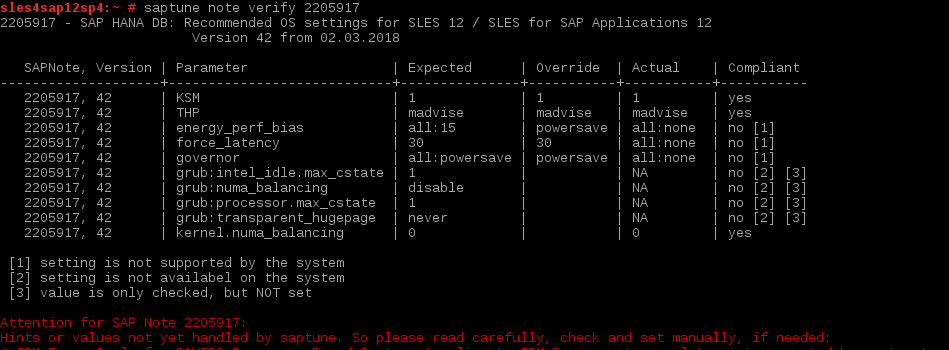 sles4sap12sp4:~ # saptune note verify 2205917
2205917 - SAP HANA DB: Recommended OS settings for SLES 12 / SLES for SAP Applications 12
Version 42 from 02.03.2018
SAPNote, Version | Parameter | Expected | Override | Actual | Compliant
-------------------+----------------------------+---------------+-----------+-----------+-----------
2205917, 42 | KSM | 1 | 1 | 1 | yes
2205917, 42 | THP | madvise | madvise | madvise | yes
2205917, 42 | energy_perf_bias | all:15 | powersave | all:none | no [1]
2205917, 42 | force_latency | 30 | 30 | all:none | no [1]
2205917, 42 | governor | all:powersave | powersave | all:none | no [1]
2205917, 42 | grub:intel_idle.max_cstate | 1 | | NA | no [2] [3]
2205917, 42 | grub:numa_balancing | disable | | NA | no [2] [3]
2205917, 42 | grub:processor.max_cstate | 1 | | NA | no [2] [3]
2205917, 42 | grub:transparent_hugepage | never | | NA | no [2] [3]
2205917, 42 | kernel.numa_balancing | 0 | | 0 | yes
[1] setting is not supported by the system
[2] setting is not availabel on the system
[3] value is only checked, but NOT set
Attention for SAP Note 2205917:
Hints or values not yet handled by saptune. So please read carefully, check and set manually, if needed: